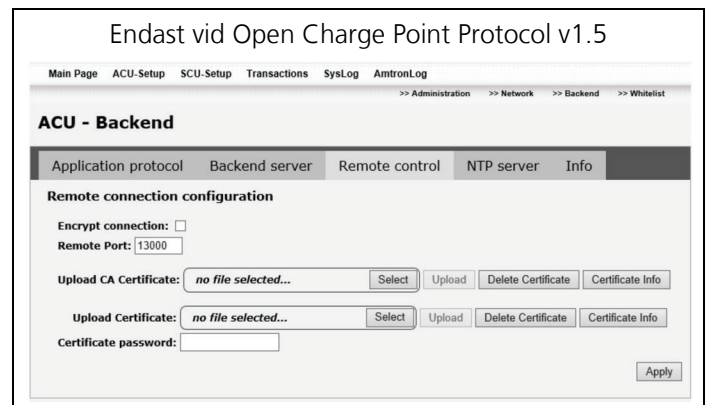 Endast vid Open Charge Point Protocol v1.5
Main Page ACU-Setup SCU-Setup Transactions SysLog AmtronLog
>> Administration >> Network >> Backend >> Whitelist
ACU - Backend
Application protocol Backend server Remote control NTP server Info
Remote connection configuration
Encrypt connection:
Remote Port: 13000
Upload CA Certificate: no file selected... Select Upload Delete Certificate Certificate Info
Upload Certificate: no file selected... Select Upload Delete Certificate Certificate Info
Certificate password:
Apply